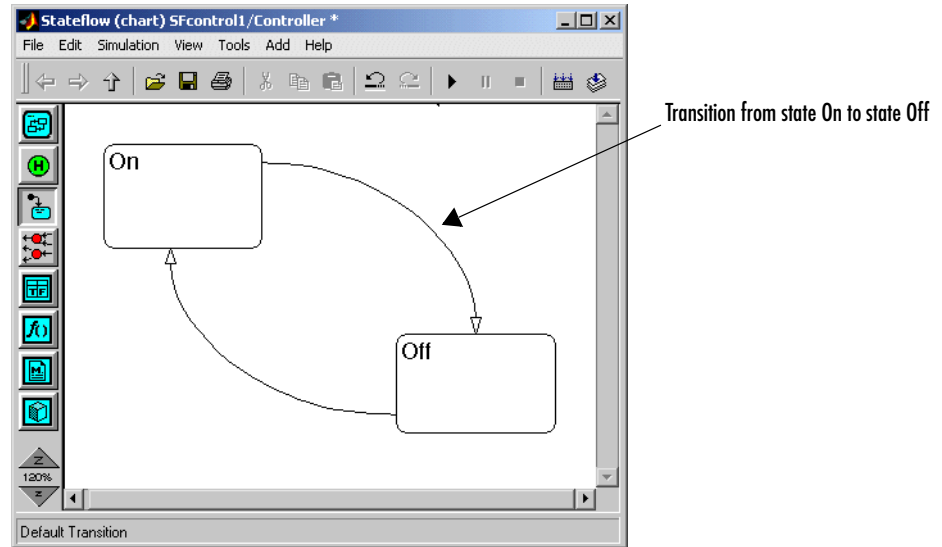 Stateflow (chart) SFcontrol1/Controller *
File Edit Simulation View Tools Add Help
Transition from state On to state Off
H
On
TF
f()
M
Off
Z
120%
z
Default Transition